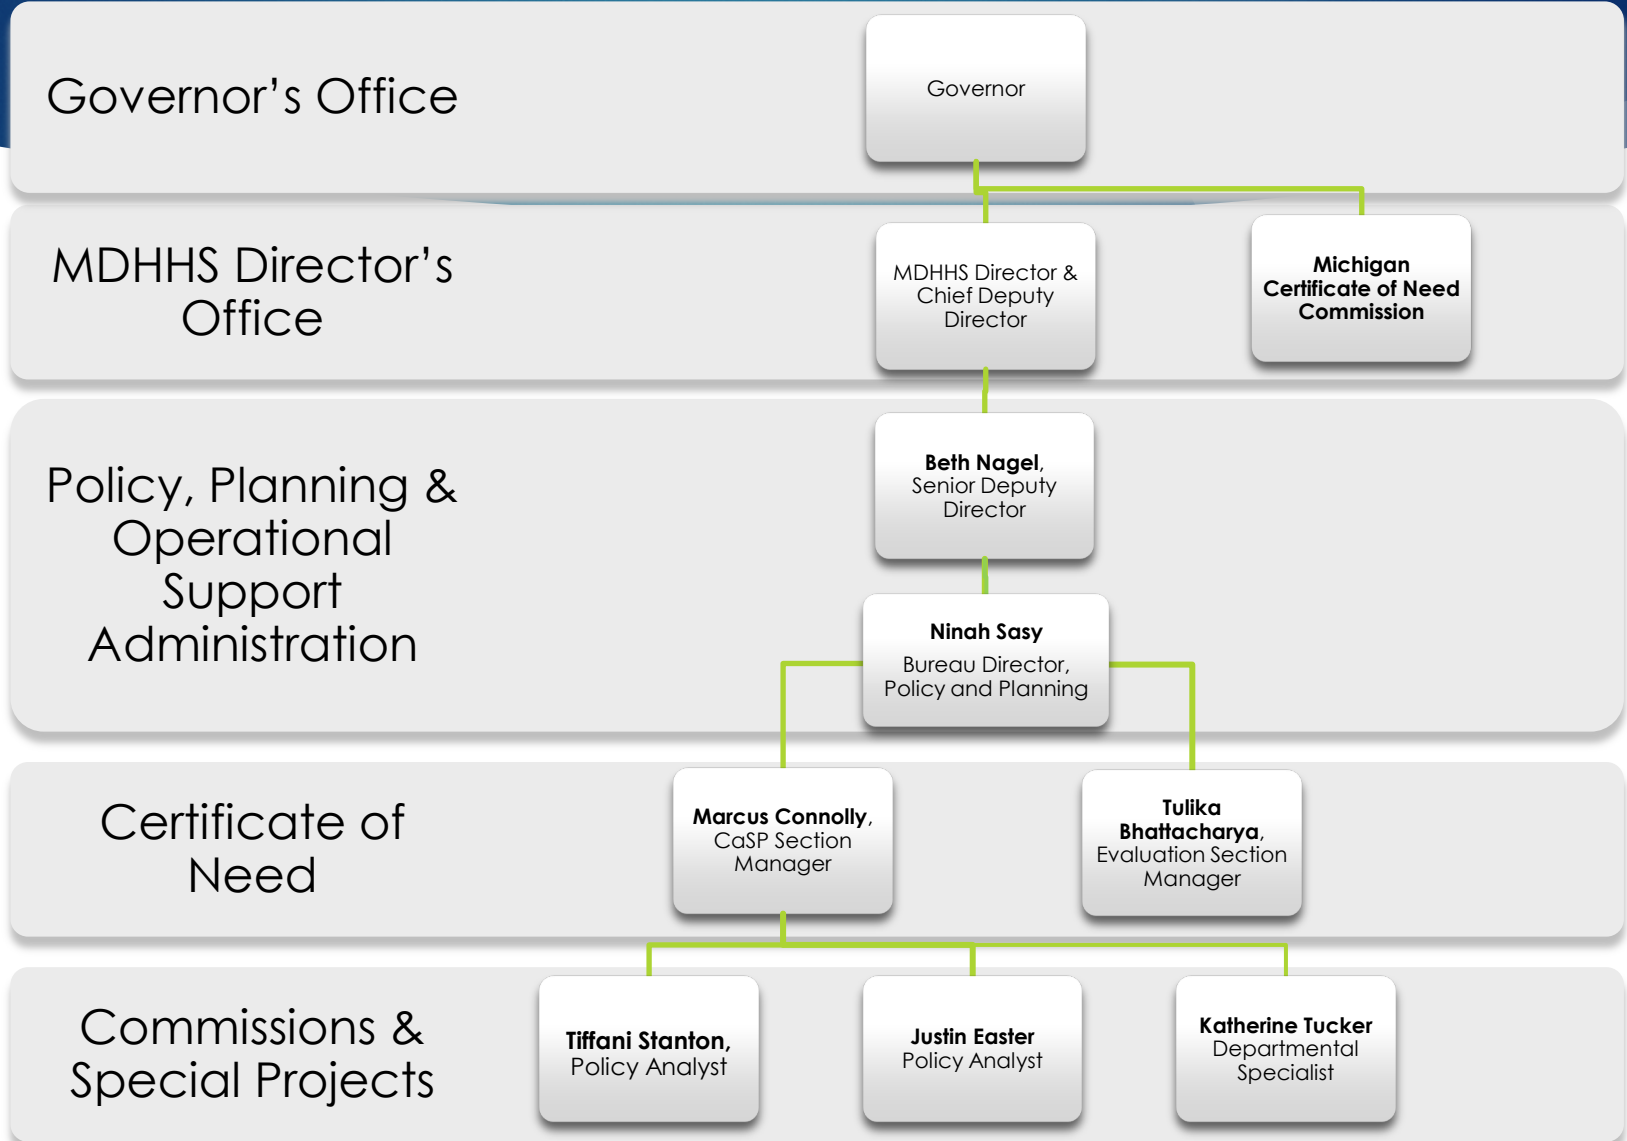 Governor's Office
Governor
MDHHS Director's
Office
MDHHS Director &
Chief Deputy
Director
Michigan
Certificate of Need
Commission
Policy, Planning &
Operational
Support
Administration
Beth Nagel,
Senior Deputy
Director
Ninah Sasy
Bureau Director,
Policy and Planning
Certificate of
Need
Marcus Connolly,
CaSP Section
Manager
Tulika
Bhattacharya,
Evaluation Section
Manager
Commissions &
Special Projects
Tiffani Stanton,
Policy Analyst
Justin Easter
Policy Analyst
Katherine Tucker
Departmental
Specialist